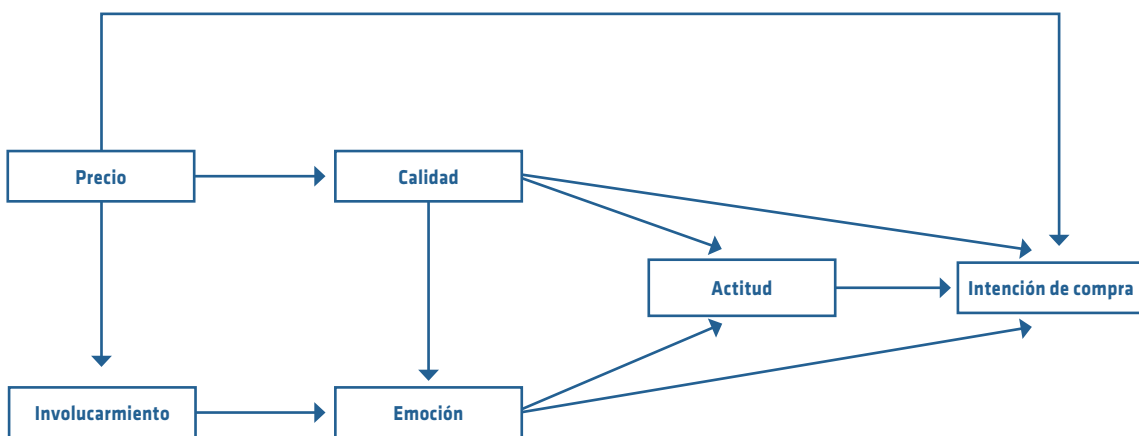 Precio
Calidad
Actitud
Intención de compra
Involucarmiento
Emoción